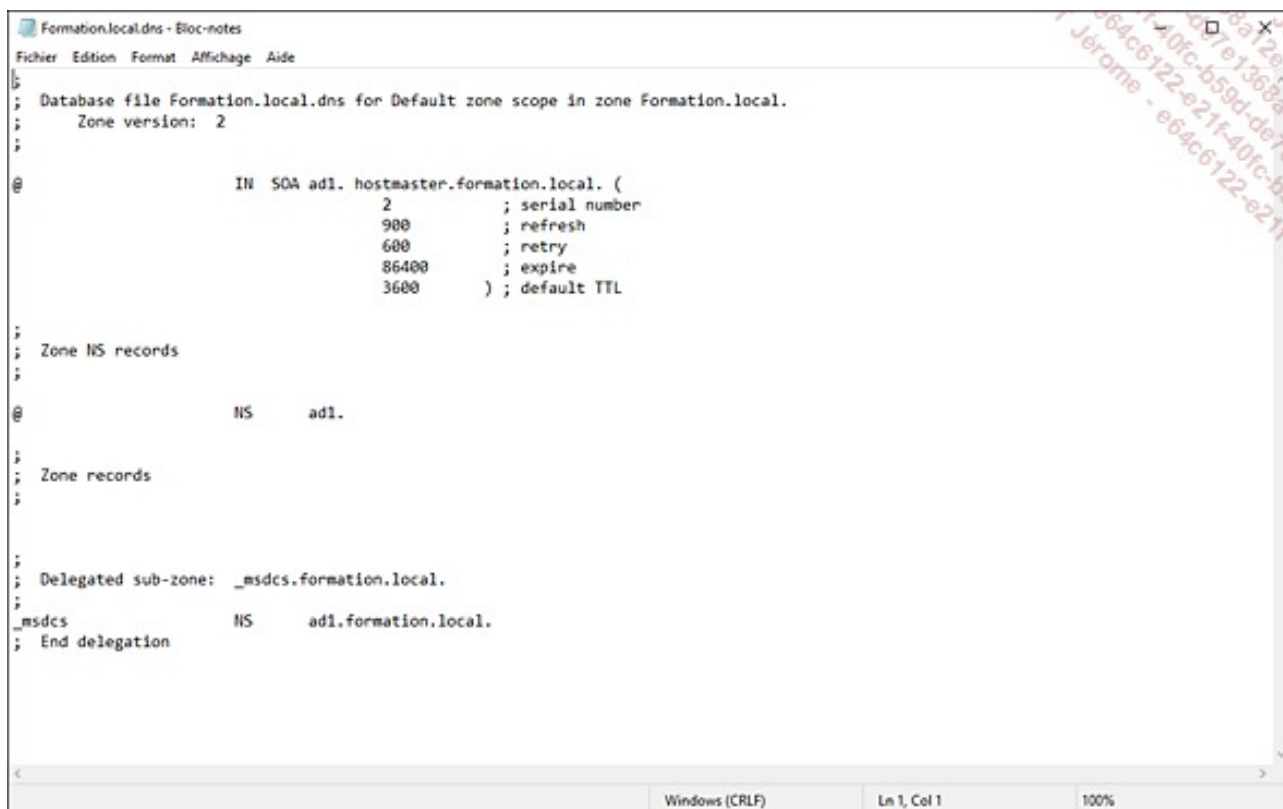 Formation.local.dns - Bloc-notes
Fichier Edition Format Affichage Aide
;
; Database file Formation.local.dns for Default zone scope in zone Formation.local.
; Zone version: 2
;
@ IN SOA ad1. hostmaster.formation.local. (
2 ; serial number
900 ; refresh
600 ; retry
86400 ; expire
3600 ) ; default TTL
;
; Zone NS records
;
@ NS ad1.
;
; Zone records
;
;
; Delegated sub-zone: _msdcs.formation.local.
;
_msdcs NS ad1.formation.local.
; End delegation
Windows (CRLF) Ln 1, Col 1 100%